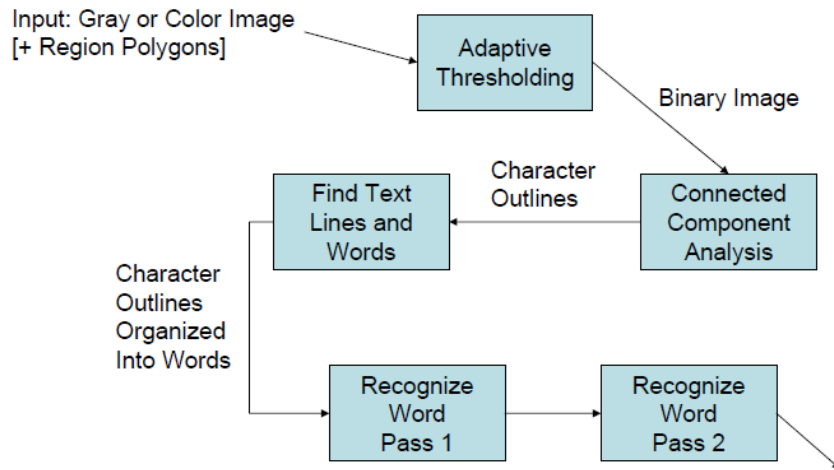 Input: Gray or Color Image
[+ Region Polygons]
Adaptive
Thresholding
Binary Image
Connected
Component
Analysis
Character
Outlines
Find Text
Lines and
Words
Character
Outlines
Organized
Into Words
Recognize
Word
Pass 1
Recognize
Word
Pass 2